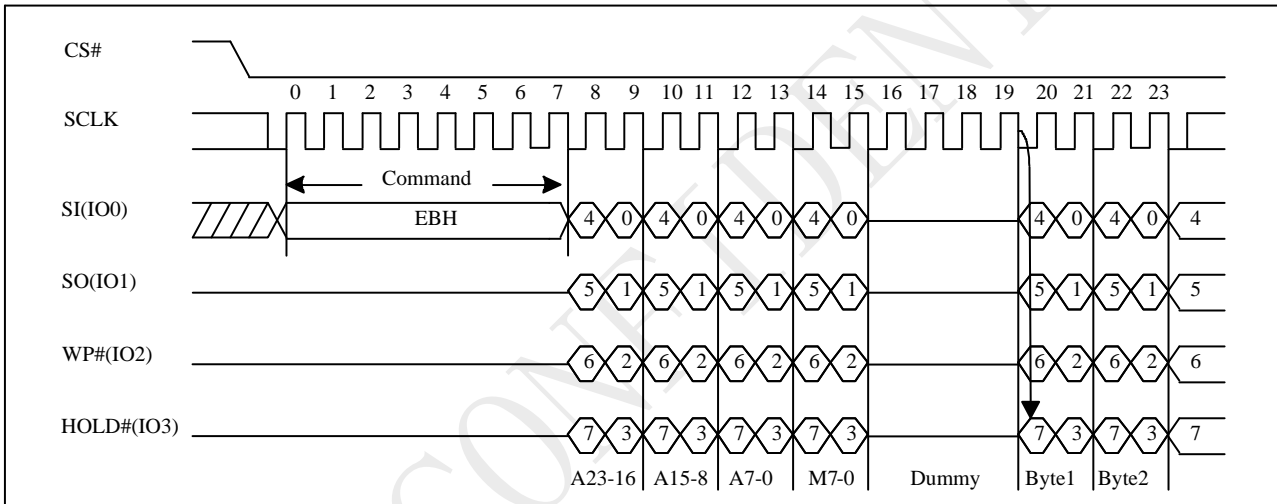 CS#
0 1 2 3 4 5 6 7 8 9 10 11 12 13 14 15 16 17 18 19 20 21 22 23
SCLK
Command
SI(IO0) EBH 4 0 4 0 4 0 4 0 4 0 4 0 4
SO(IO1) 5 1 5 1 5 1 5 1 5 1 5 1 5
WP#(IO2) 6 2 6 2 6 2 6 2 6 2 6 2 6
HOLD#(IO3) 7 3 7 3 7 3 7 3 7 3 7 3 7
A23-16 A15-8 A7-0 M7-0 Dummy Byte1 Byte2
CONFIDENT